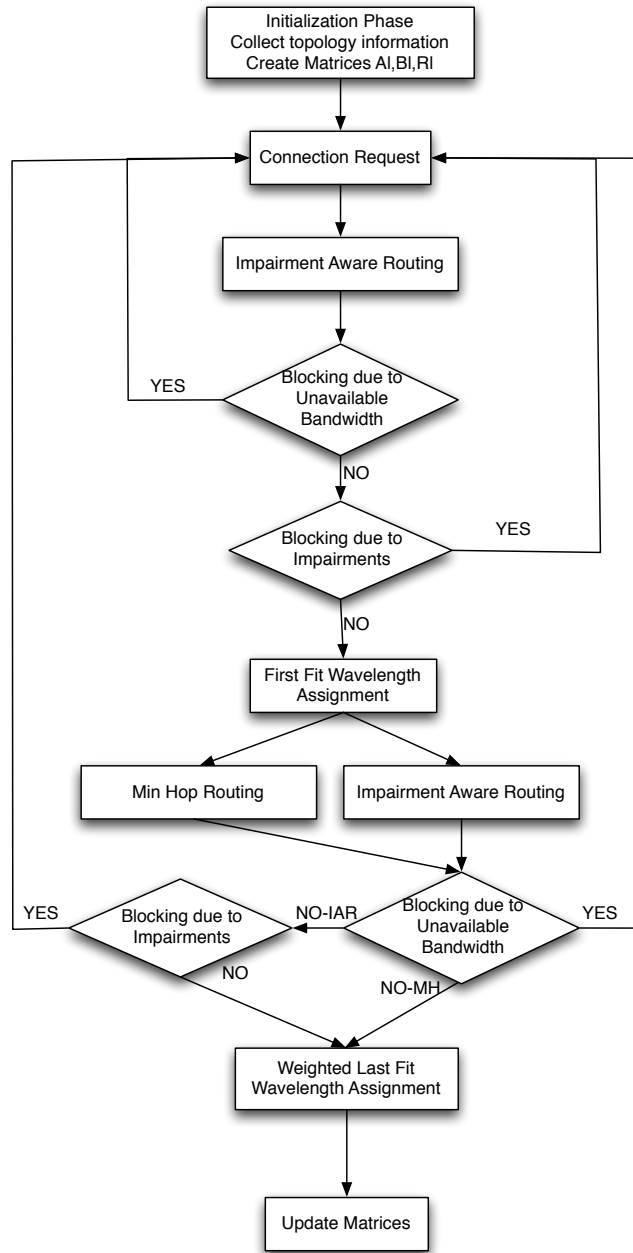 Initialization Phase
Collect topology information
Create Matrices Al,Bl,Rl
Connection Request
Impairment Aware Routing
YES
Blocking due to
Unavailable
Bandwidth
NO
Blocking due to
Impairments
YES
NO
First Fit Wavelength
Assignment
Min Hop Routing
Impairment Aware Routing
YES
Blocking due to
Impairments
NO-IAR
Blocking due to
Unavailable
Bandwidth
YES
NO
NO-MH
Weighted Last Fit
Wavelength Assignment
Update Matrices